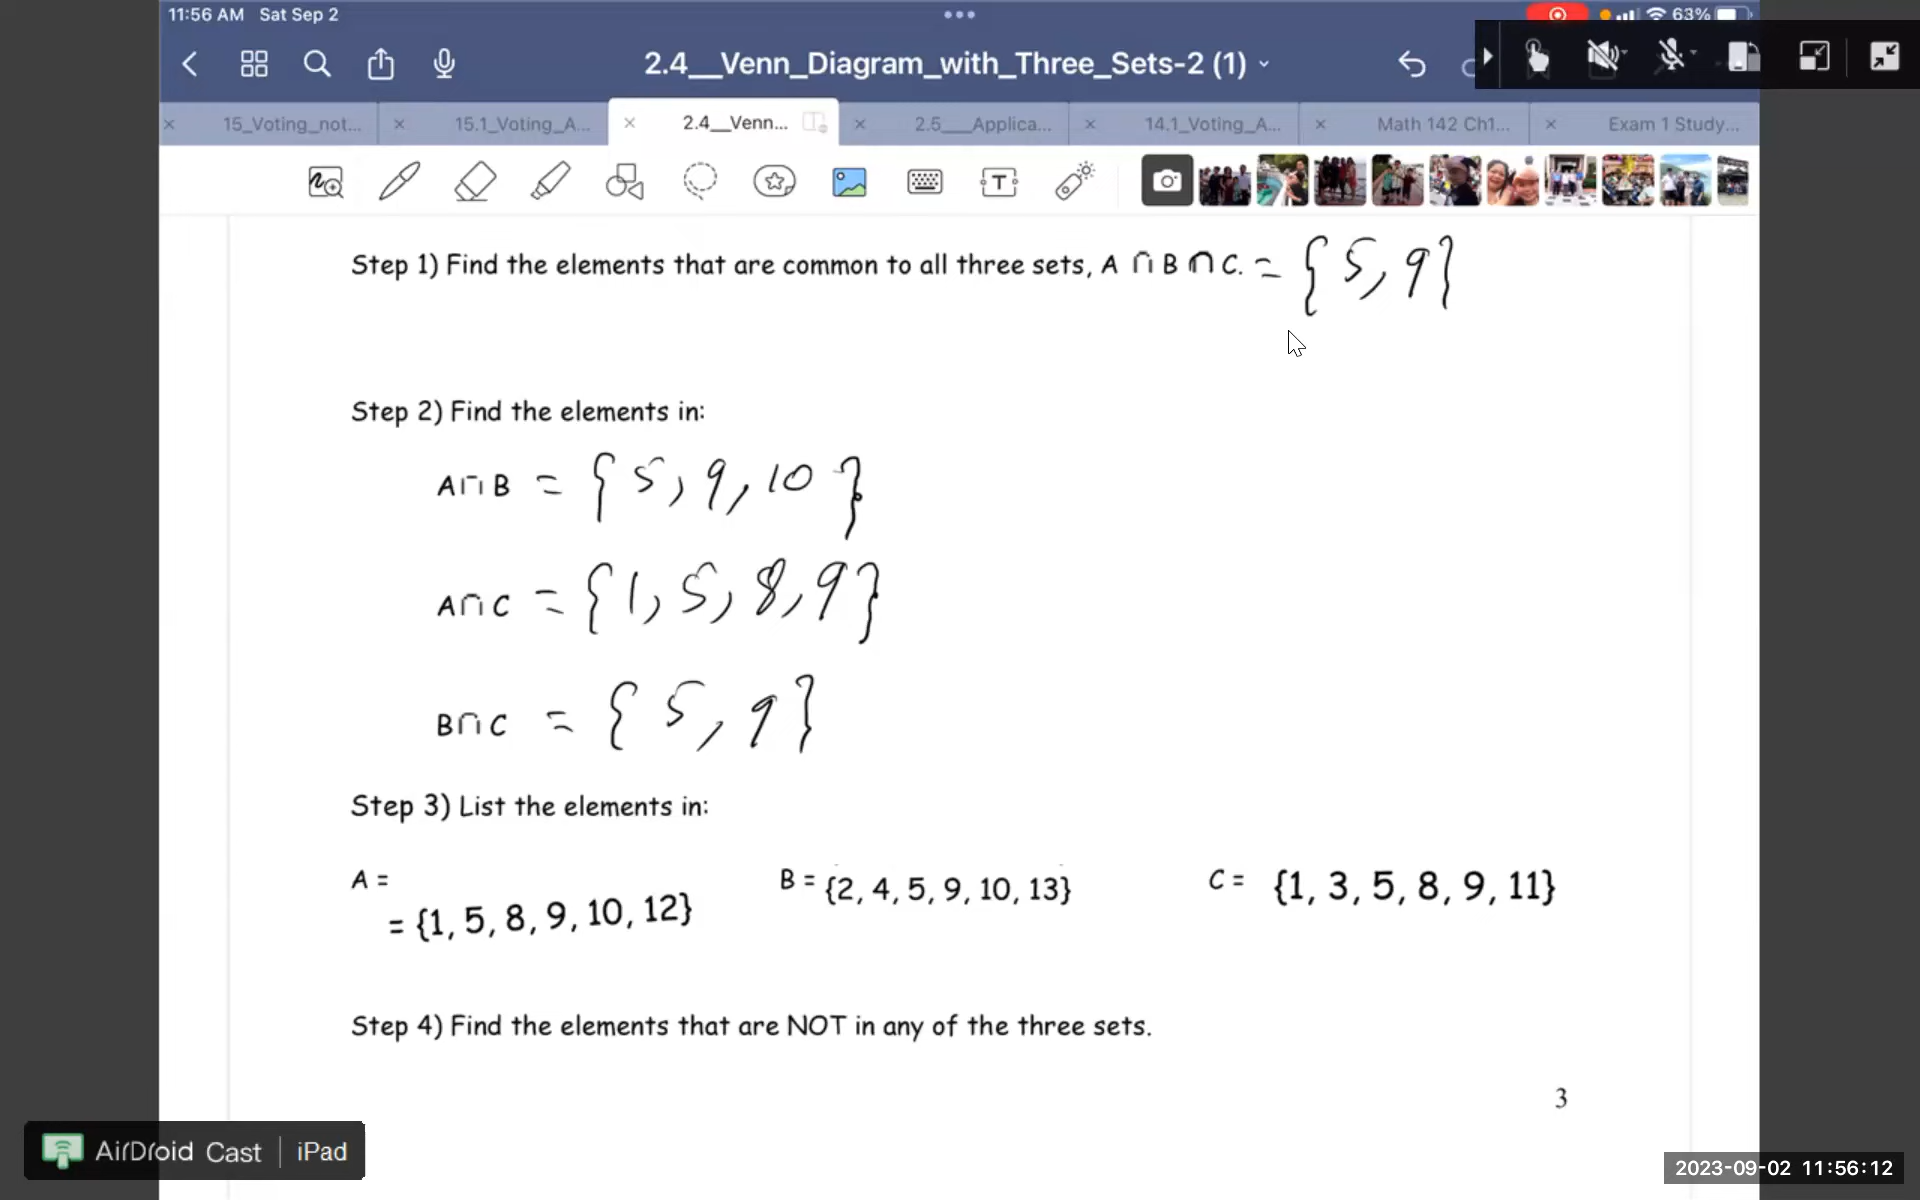 11:56 AM Sat Sep 2
63%
2.4__Venn_Diagram_with_Three_Sets-2 (1)
15_Voting_not...
15.1_Voting_A...
2.4__Venn...
2.5___Applica...
14.1_Voting_A...
Math 142 Ch1...
Exam 1 Study...
Step 1) Find the elements that are common to all three sets, A ∩ B ∩ C. = {5, 9}
Step 2) Find the elements in:
A∩B = {5, 9, 10}
A∩C = {1, 5, 8, 9}
B∩C = {5, 9}
Step 3) List the elements in:
A =
= {1, 5, 8, 9, 10, 12}
B = {2, 4, 5, 9, 10, 13}
C = {1, 3, 5, 8, 9, 11}
Step 4) Find the elements that are NOT in any of the three sets.
3
AirDroid Cast | iPad
2023-09-02 11:56:12